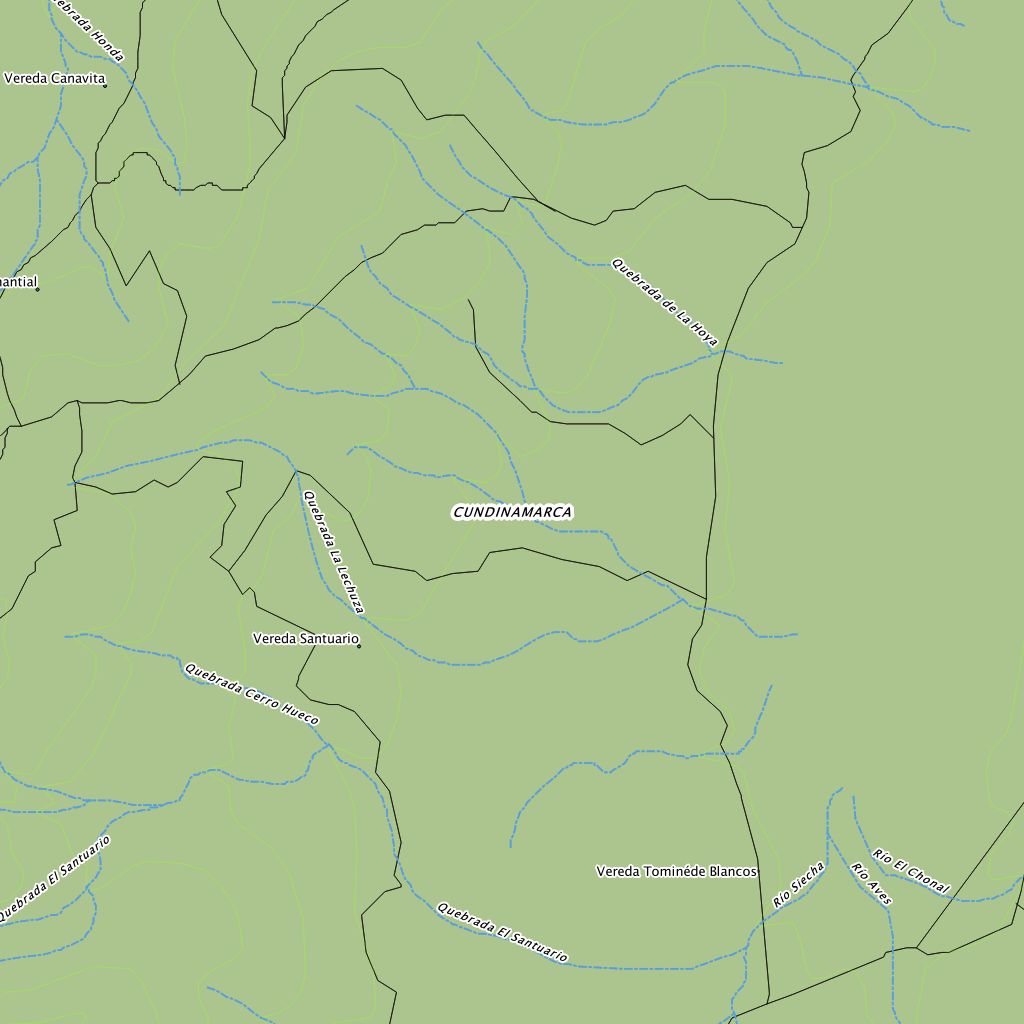 Quebrada Honda
Vereda Canavita
Quebrada de La Hoya
CUNDINAMARCA
Quebrada La Lechuza
Vereda Santuario
Quebrada Cerro Hueco
Quebrada El Santuario
Vereda Tominéde Blancos
Río Siecha
Río Aves
Río El Chonal
Quebrada El Santuario